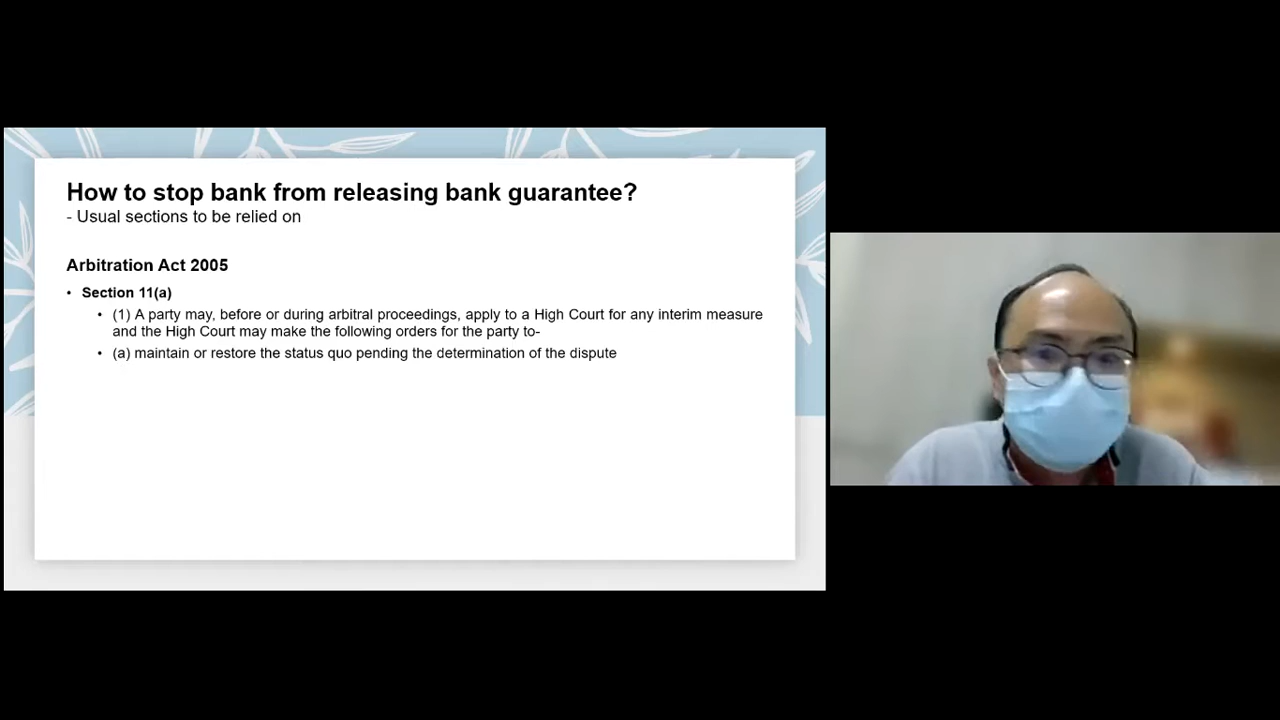 How to stop bank from releasing bank guarantee?
- Usual sections to be relied on
Arbitration Act 2005
• Section 11(a)
• (1) A party may, before or during arbitral proceedings, apply to a High Court for any interim measure
and the High Court may make the following orders for the party to-
• (a) maintain or restore the status quo pending the determination of the dispute